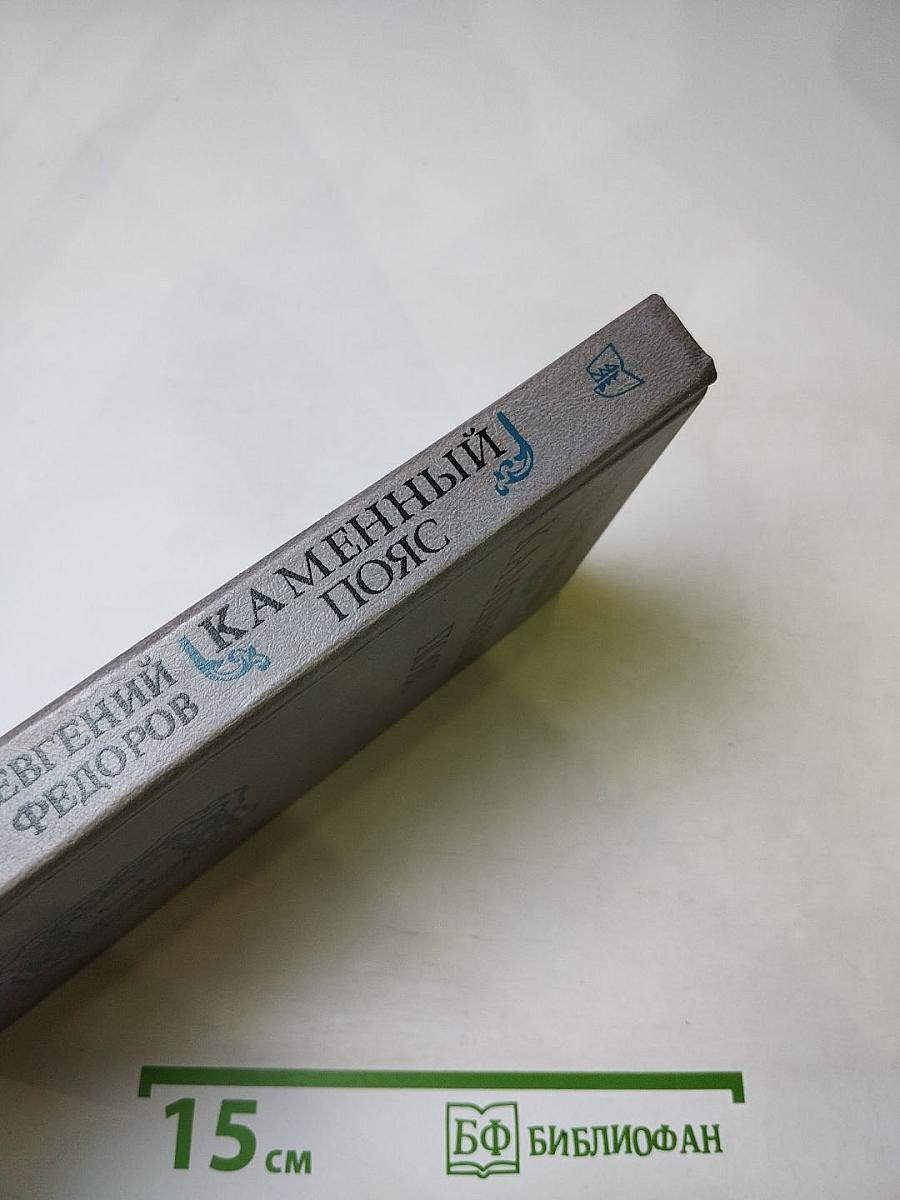 ЕВГЕНИЙ
ФЕДОРОВ
КАМЕННЫЙ
ПОЯС
15 см
БФ БИБЛИОФАН